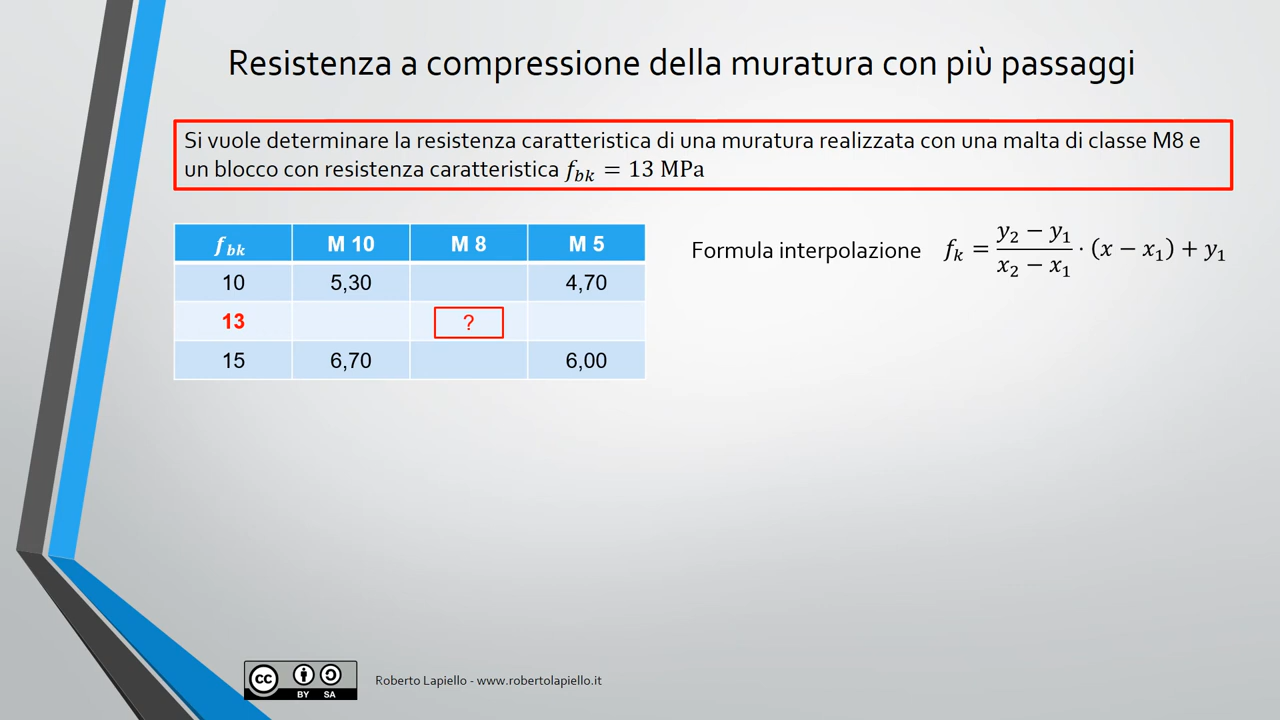 Resistenza a compressione della muratura con più passaggi
Si vuole determinare la resistenza caratteristica di una muratura realizzata con una malta di classe M8 e
un blocco con resistenza caratteristica f_bk = 13 MPa
f_bk M 10 M 8 M 5
10 5,30 4,70
13 ?
15 6,70 6,00
Formula interpolazione f_k = (y_2 − y_1)/(x_2 − x_1) · (x − x_1) + y_1
cc BY SA
Roberto Lapiello - www.robertolapiello.it